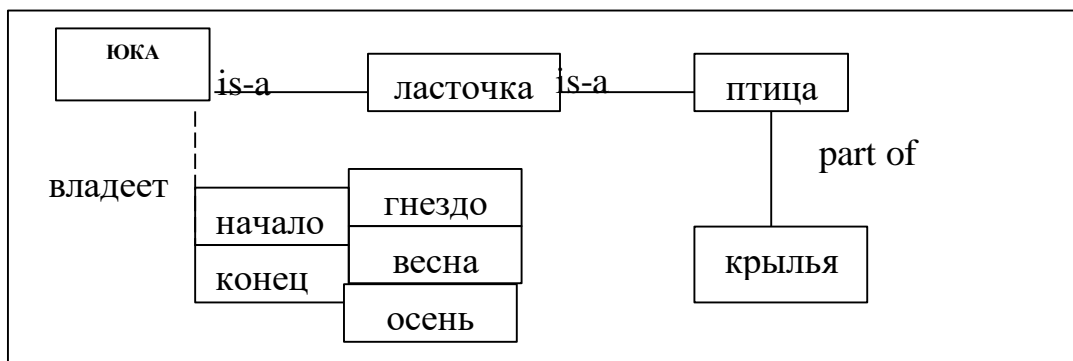 ЮКА
is-a
ласточка
is-a
птица
part of
владеет
гнездо
начало
весна
крылья
конец
осень